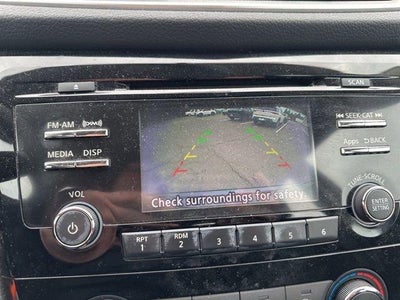 SCAN
FM·AM
((XM))
SEEK·CAT
MEDIA DISP
Apps BACK
VOL
TUNE·SCROLL
ENTER
SETTING
Check surroundings for safety.
RPT
1
RDM
2
3
4
5
6